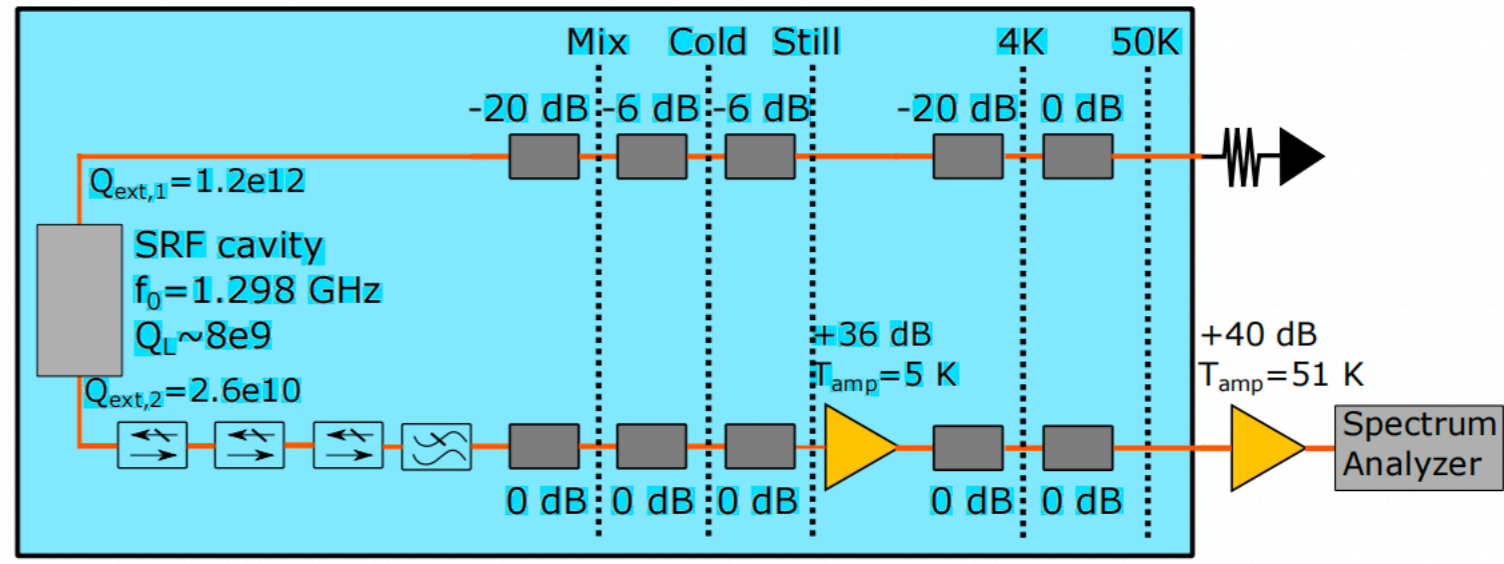 Mix Cold Still 4K 50K
-20 dB -6 dB -6 dB -20 dB 0 dB
Qext,1=1.2e12
SRF cavity
f0=1.298 GHz
QL~8e9
Qext,2=2.6e10
+36 dB
Tamp=5 K
+40 dB
Tamp=51 K
Spectrum
Analyzer
0 dB 0 dB 0 dB 0 dB 0 dB